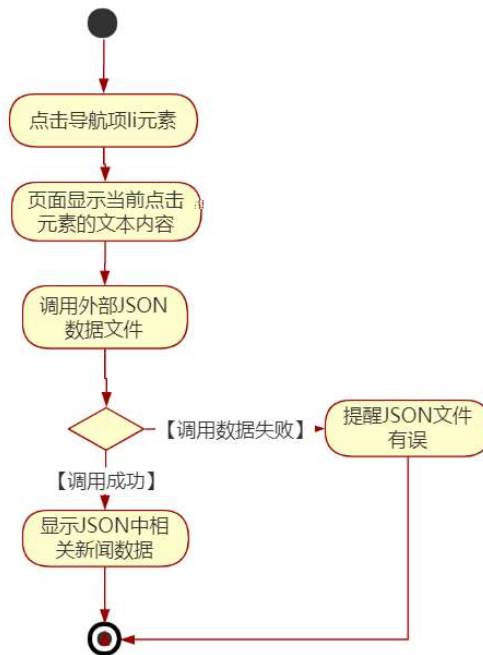 点击导航项li元素
页面显示当前点击
元素的文本内容
调用外部JSON
数据文件
【调用数据失败】
提醒JSON文件
有误
【调用成功】
显示JSON中相
关新闻数据